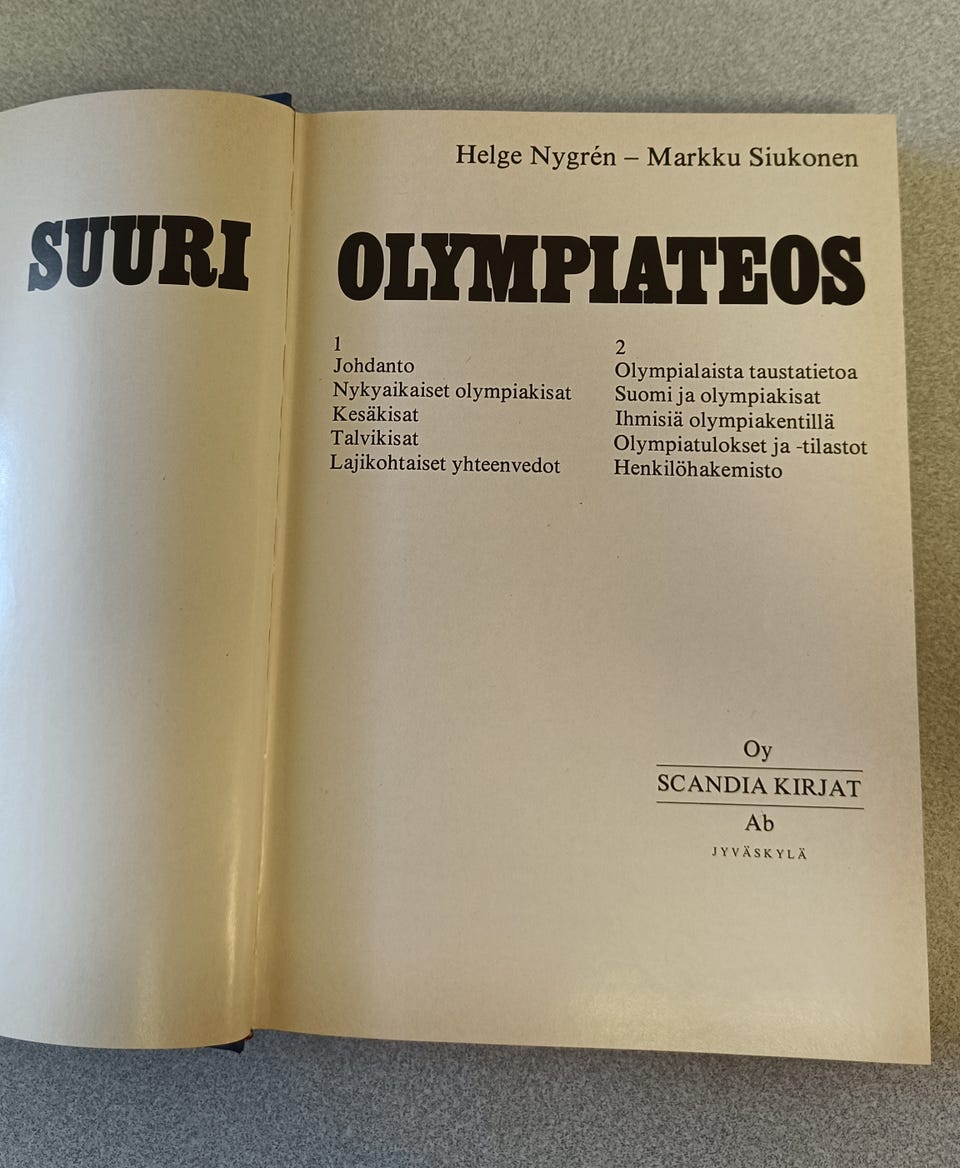 Helge Nygrén – Markku Siukonen
SUURI OLYMPIATEOS
1
Johdanto
Nykyaikaiset olympiakisat
Kesäkisat
Talvikisat
Lajikohtaiset yhteenvedot
2
Olympialaista taustatietoa
Suomi ja olympiakisat
Ihmisiä olympiakentillä
Olympiatulokset ja -tilastot
Henkilöhakemisto
Oy
SCANDIA KIRJAT
Ab
JYVÄSKYLÄ